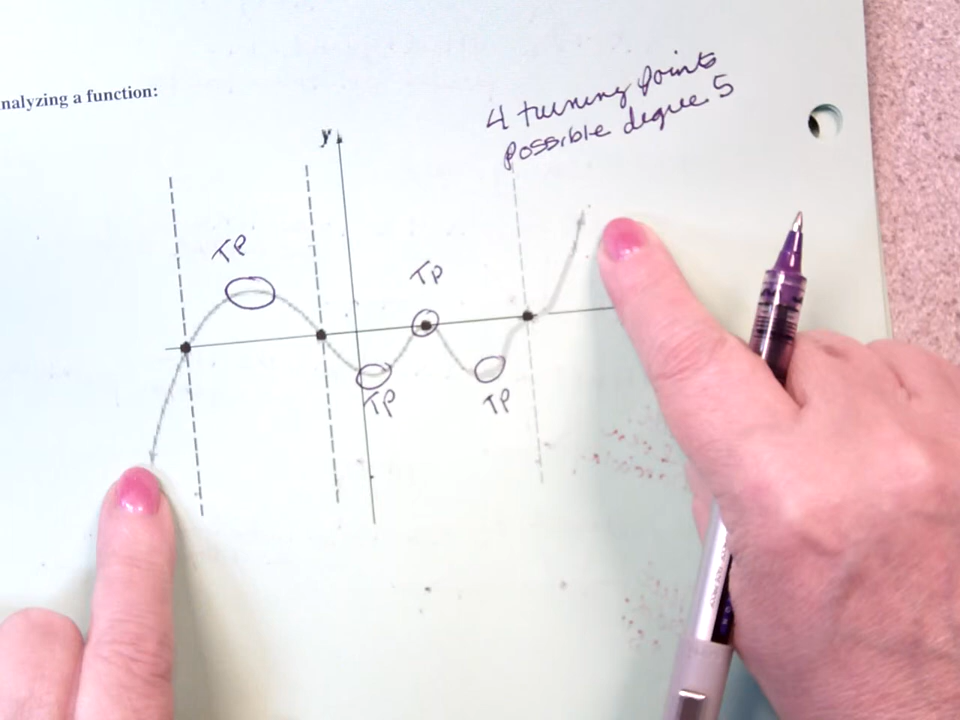 nalyzing a function:
4 turning points
possible degree 5
y
TP
TP
TP
TP